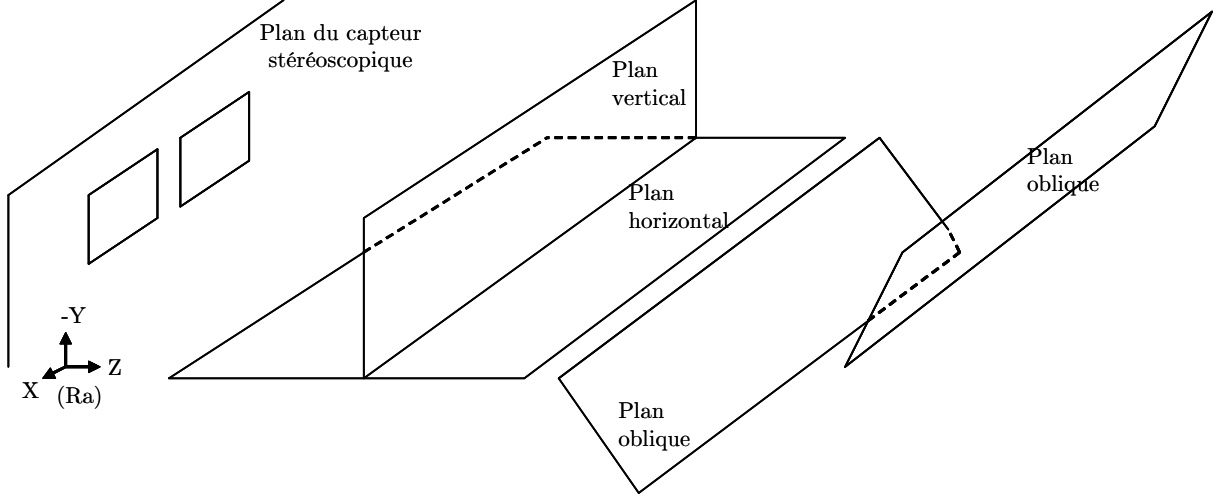 Plan du capteur
stéréoscopique
Plan
vertical
Plan
horizontal
Plan
oblique
Plan
oblique
-Y
Z
X
(Ra)